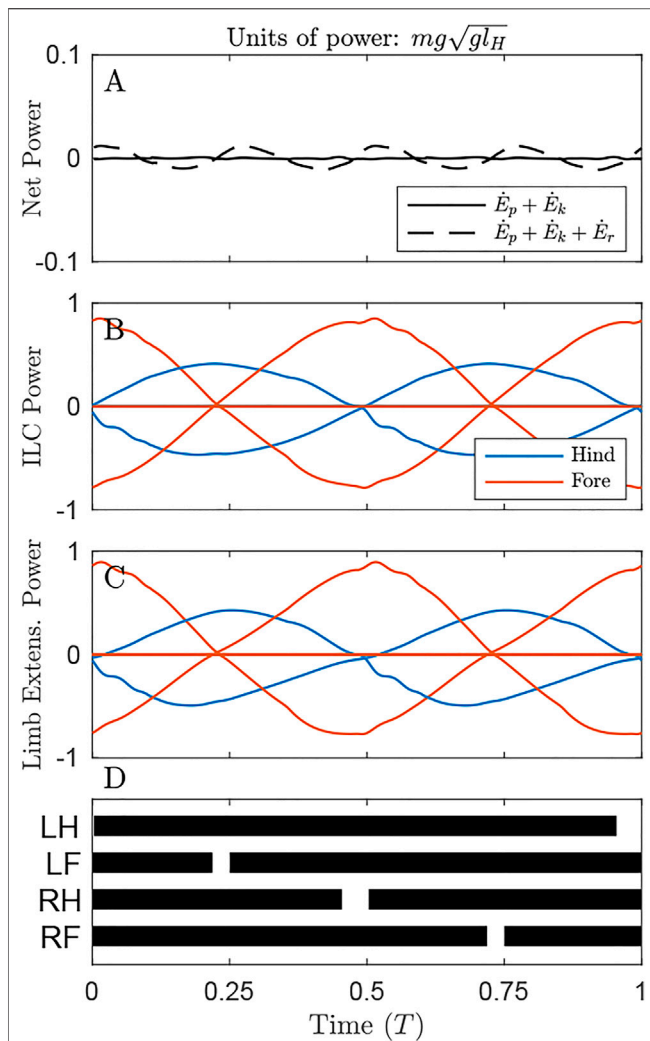 Units of power: mg√gl_H
0.1
A
Net Power
0
Ė_p + Ė_k
Ė_p + Ė_k + Ė_r
-0.1
1
B
ILC Power
0
Hind
Fore
-1
1
C
Limb Extens. Power
0
-1
D
LH
LF
RH
RF
0 0.25 0.5 0.75 1
Time (T)